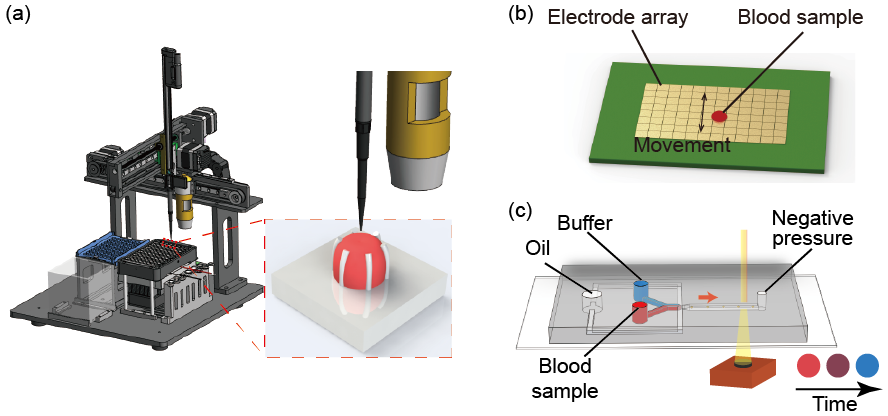 (a)
(b)
Electrode array
Blood sample
Movement
(c)
Buffer
Oil
Negative
pressure
Blood
sample
Time